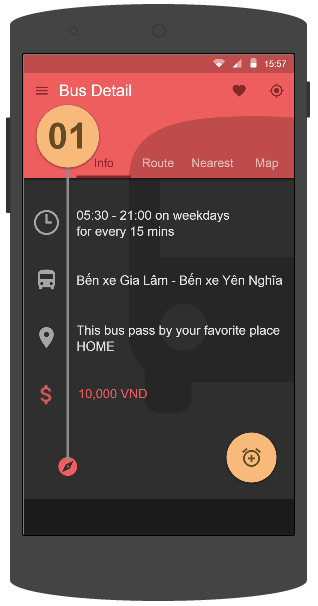 15:57
Bus Detail
01
Info Route Nearest Map
05:30 - 21:00 on weekdays
for every 15 mins
Bến xe Gia Lâm - Bến xe Yên Nghĩa
This bus pass by your favorite place
HOME
$ 10,000 VND